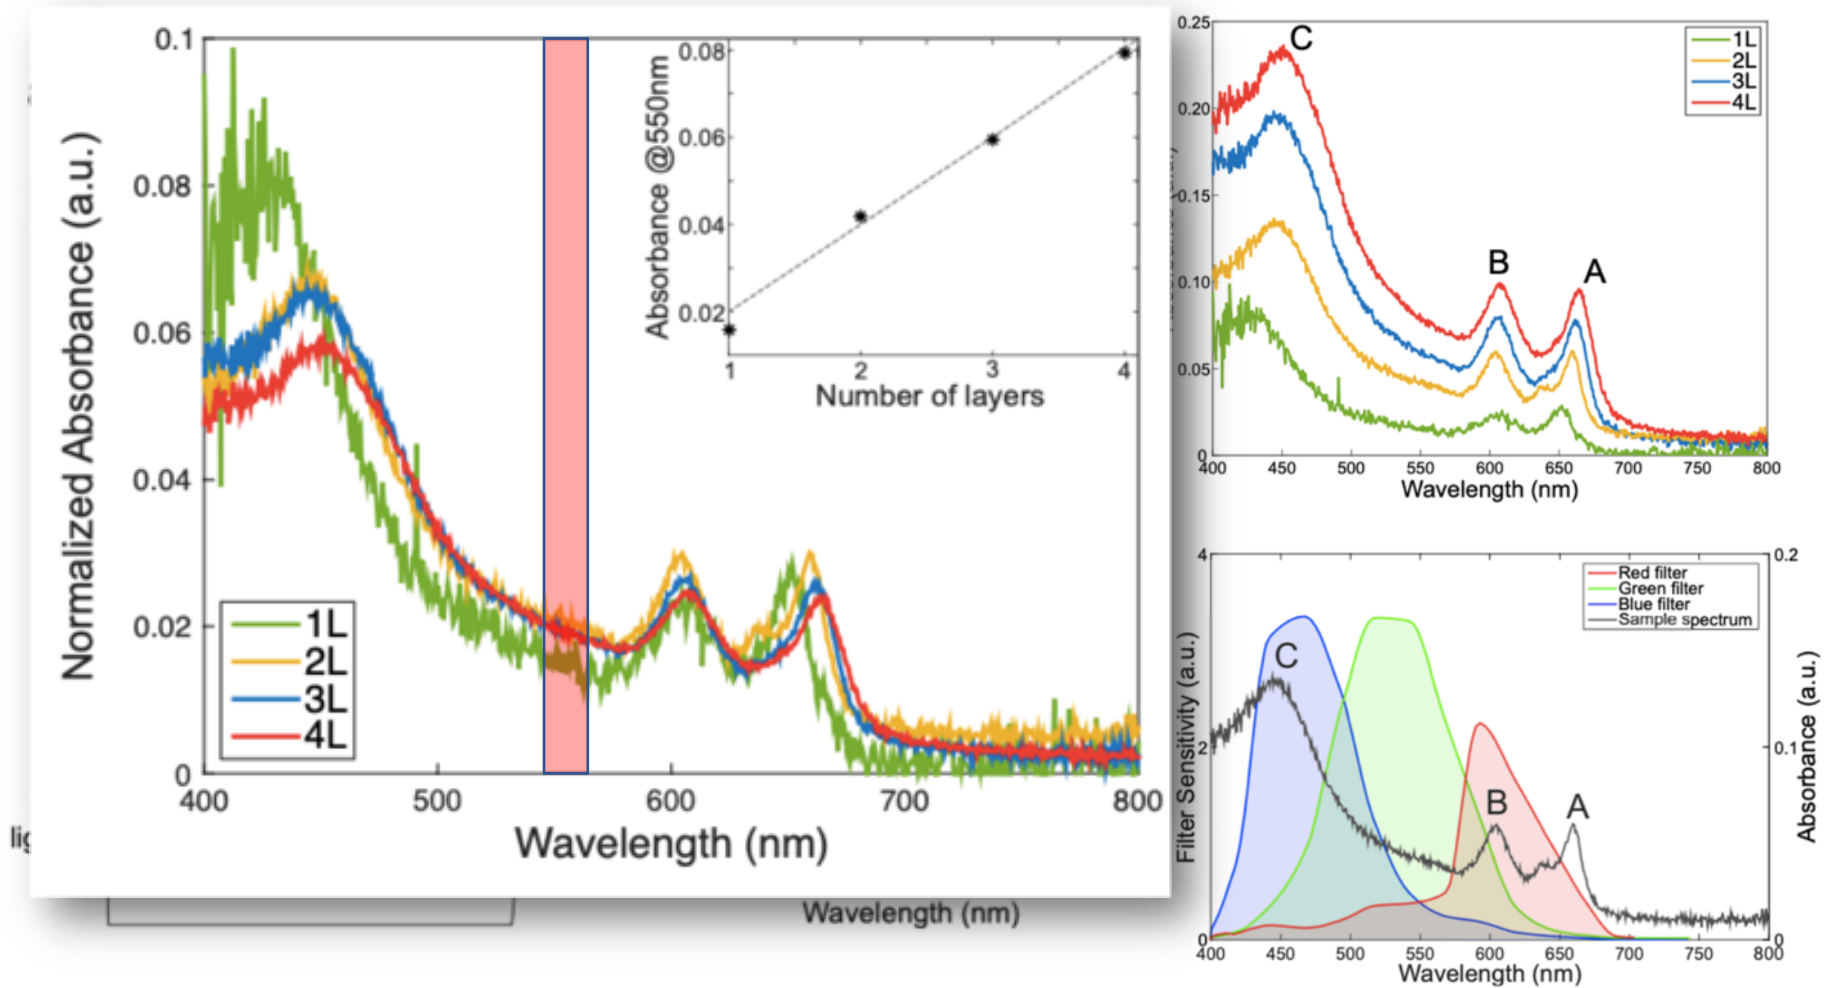 0.1
0.08
0.06
0.04
0.02
0
Normalized Absorbance (a.u.)
400
500
600
700
800
Wavelength (nm)
1L
2L
3L
4L
0.08
0.06
0.04
0.02
Absorbance @550nm
1
2
3
4
Number of layers
lig
Wavelength (nm)
0.25
0.20
0.15
0.10
0.05
0
C
B
A
1L
2L
3L
4L
400
450
500
550
600
650
700
750
800
Wavelength (nm)
4
2
0
Filter Sensitivity (a.u.)
C
B
A
Red filter
Green filter
Blue filter
Sample spectrum
0.2
0.1
0
Absorbance (a.u.)
400
450
500
550
600
650
700
750
800
Wavelength (nm)